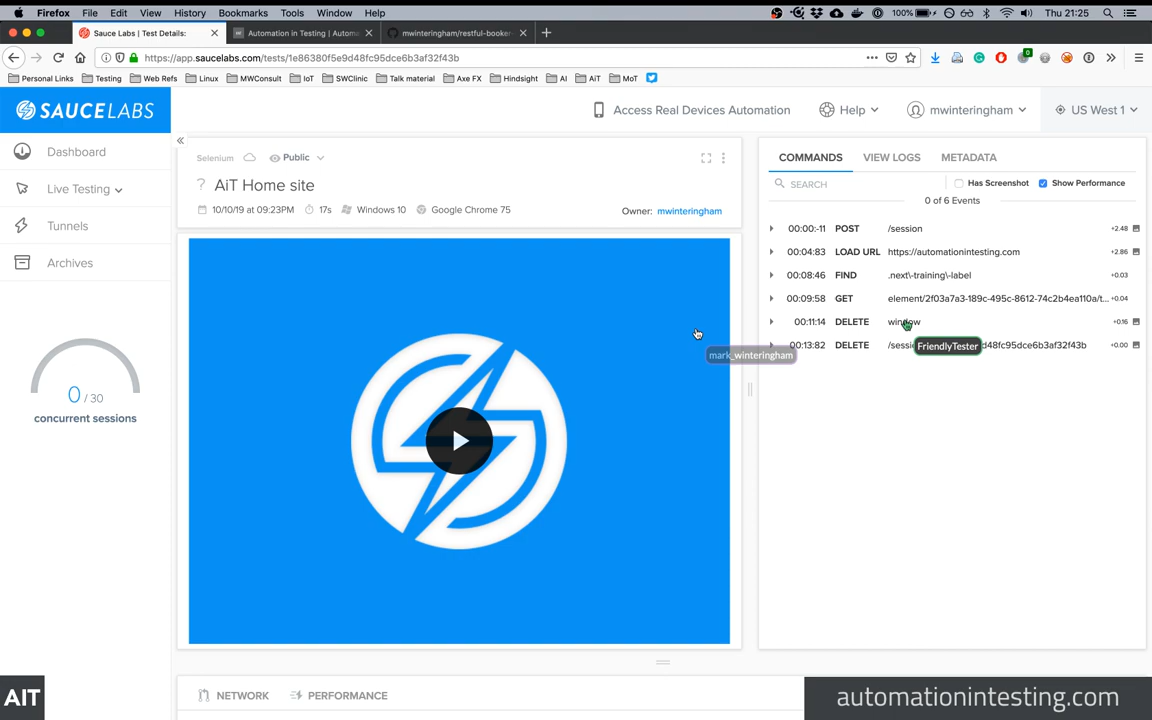 Firefox File Edit View History Bookmarks Tools Window Help 100% Thu 21:25
Sauce Labs | Test Details: Automation in Testing | Automa mwinteringham/restful-booker-
https://app.saucelabs.com/tests/1e86380f5e9d48fc95dce6b3af32f43b
Personal Links Testing Web Refs Linux MWConsult IoT SWClinic Talk material Axe FX Hindsight AI AiT MoT
0
SAUCELABS
Access Real Devices Automation Help mwinteringham US West 1
Dashboard
Live Testing
Tunnels
Archives
0 / 30
concurrent sessions
Selenium Public
? AiT Home site
10/10/19 at 09:23PM 17s Windows 10 Google Chrome 75 Owner: mwinteringham
mark_winteringham
COMMANDS VIEW LOGS METADATA
SEARCH Has Screenshot Show Performance
0 of 6 Events
00:00:-11 POST /session +2.48
00:04:83 LOAD URL https://automationintesting.com +2.86
00:08:46 FIND .next\-training\-label +0.03
00:09:58 GET element/2f03a7a3-189c-495c-8612-74c2b4ea110a/t... +0.04
00:11:14 DELETE window +0.16
00:13:82 DELETE /sessi d48fc95dce6b3af32f43b +0.00
FriendlyTester
NETWORK PERFORMANCE
AIT
automationintesting.com